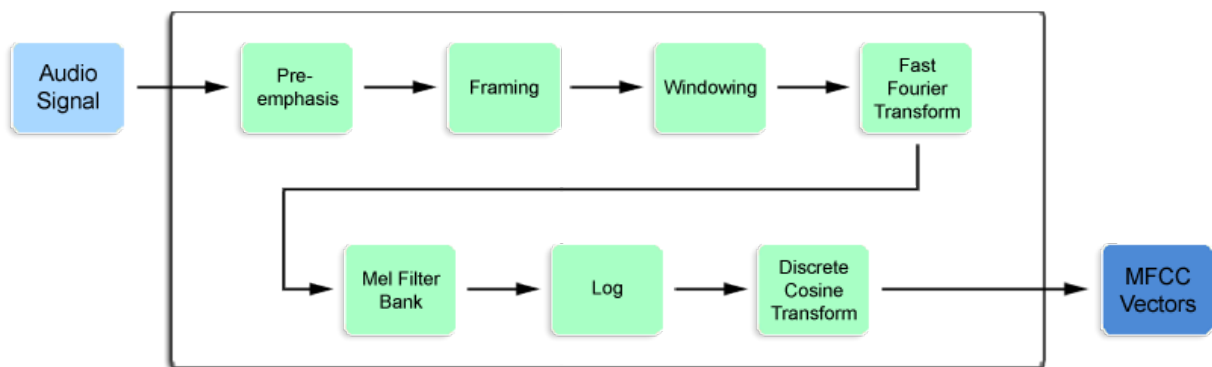 Audio
Signal
Pre-
emphasis
Framing
Windowing
Fast
Fourier
Transform
Mel Filter
Bank
Log
Discrete
Cosine
Transform
MFCC
Vectors